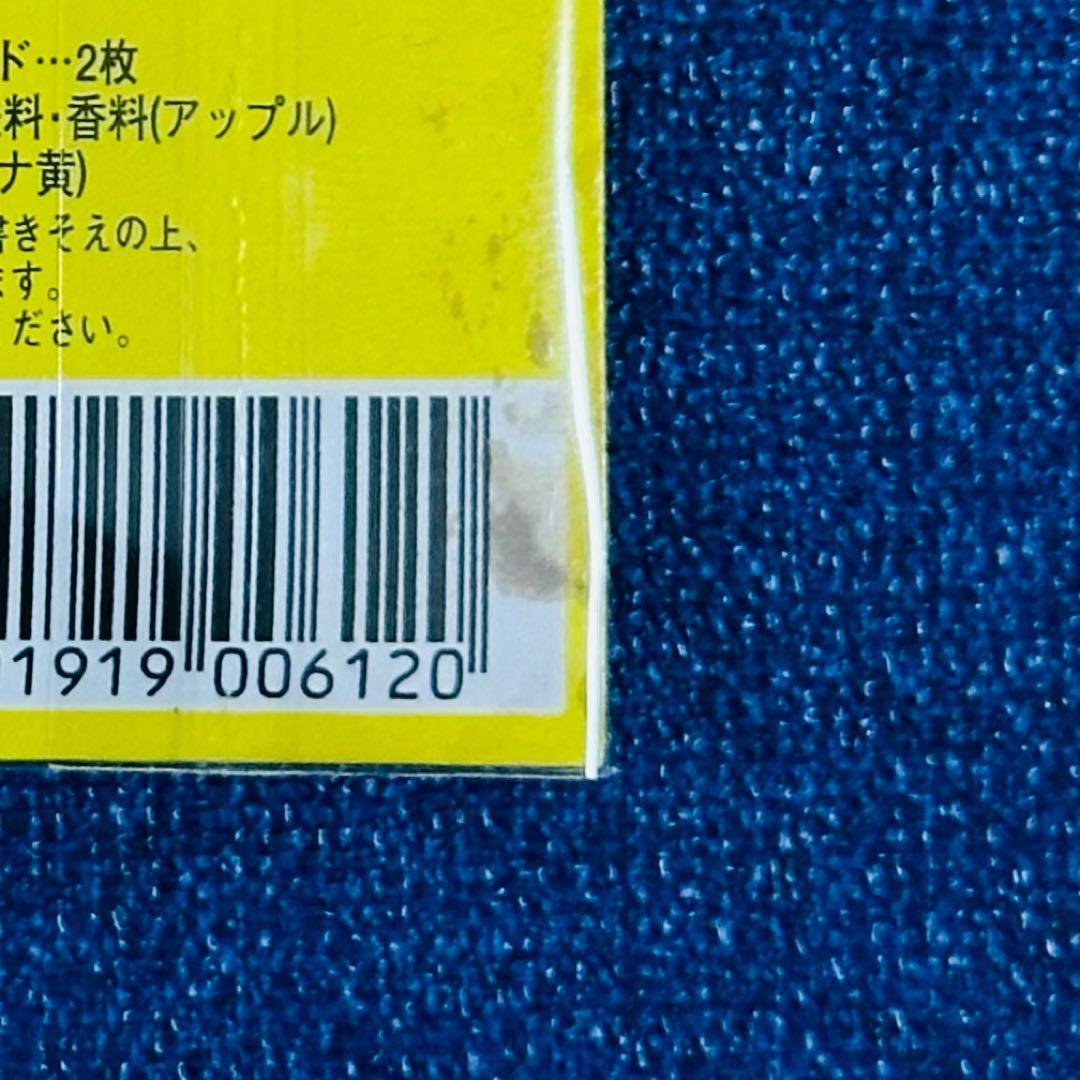 ド…2枚
料・香料(アップル)
ナ黄)
書きそえの上、
ます。
ださい。
1919 006120